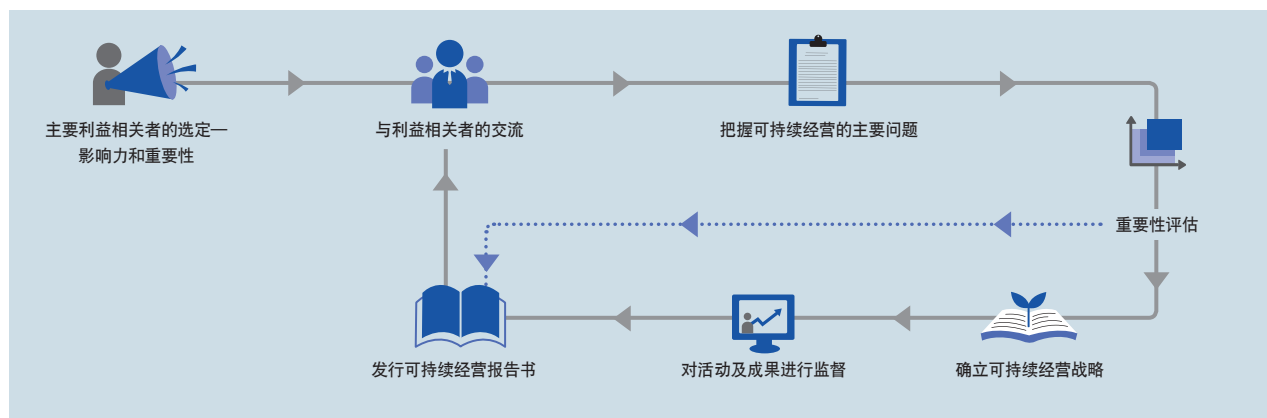 主要利益相关者的选定—
影响力和重要性
与利益相关者的交流
把握可持续经营的主要问题
重要性评估
发行可持续经营报告书
对活动及成果进行监督
确立可持续经营战略